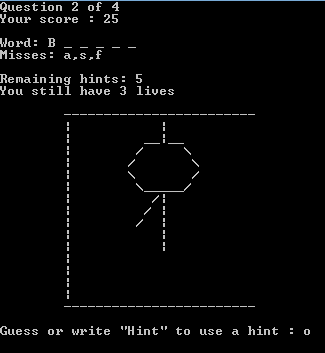 Question 2 of 4
Your score : 25
Word: B _ _ _ _ _
Misses: a,s,f
Remaining hints: 5
You still have 3 lives
Guess or write "Hint" to use a hint : o